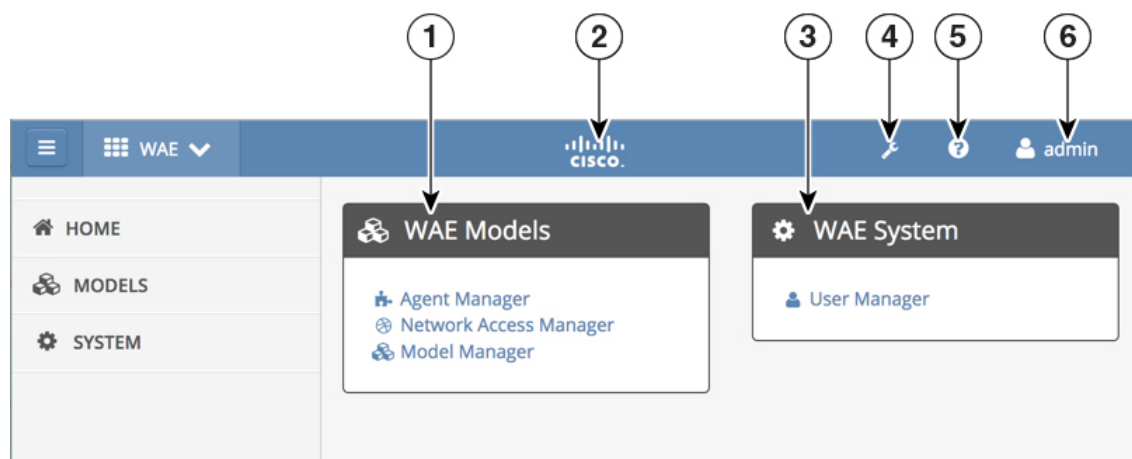 1 2 3 4 5 6
WAE
CISCO.
admin
HOME
MODELS
SYSTEM
WAE Models
Agent Manager
Network Access Manager
Model Manager
WAE System
User Manager